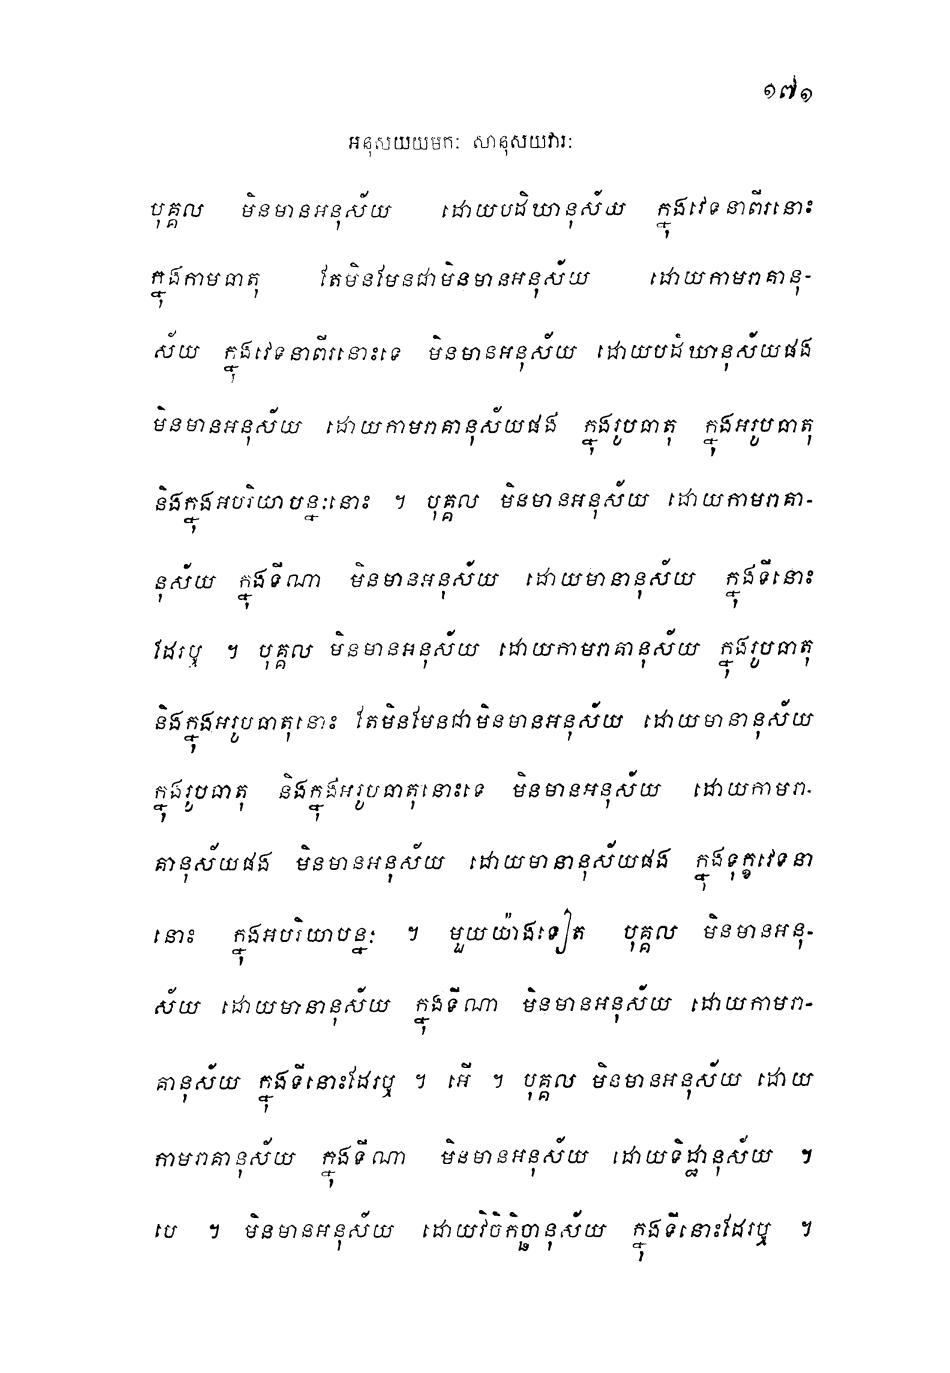 ១៧១
អនុសយយមកៈ សានុសយវារៈ
បុគ្គល មិនមានអនុស័យ ដោយបដិឃានុស័យ ក្នុងវេទនាពីរនោះ
ក្នុងកាមធាតុ តែមិនមែនជាមិនមានអនុស័យ ដោយកាមរាគានុ-
ស័យ ក្នុងវេទនាពីរនោះទេ មិនមានអនុស័យ ដោយបដិឃានុស័យផង
មិនមានអនុស័យ ដោយកាមរាគានុស័យផង ក្នុងរូបធាតុ ក្នុងអរូបធាតុ
និងក្នុងអបរិយាបន្នៈនោះ ។ បុគ្គល មិនមានអនុស័យ ដោយកាមរាគា-
នុស័យ ក្នុងទីណា មិនមានអនុស័យ ដោយមានានុស័យ ក្នុងទីនោះ
ដែរឬ ។ បុគ្គល មិនមានអនុស័យ ដោយកាមរាគានុស័យ ក្នុងរូបធាតុ
និងក្នុងអរូបធាតុនោះ តែមិនមែនជាមិនមានអនុស័យ ដោយមានានុស័យ
ក្នុងរូបធាតុ និងក្នុងអរូបធាតុនោះទេ មិនមានអនុស័យ ដោយកាមរា-
គានុស័យផង មិនមានអនុស័យ ដោយមានានុស័យផង ក្នុងទុក្ខវេទនា
នោះ ក្នុងអបរិយាបន្នៈ ។ មួយយ៉ាងទៀត បុគ្គល មិនមានអនុ-
ស័យ ដោយមានានុស័យ ក្នុងទីណា មិនមានអនុស័យ ដោយកាមរា-
គានុស័យ ក្នុងទីនោះដែរឬ ។ អើ ។ បុគ្គល មិនមានអនុស័យ ដោយ
កាមរាគានុស័យ ក្នុងទីណា មិនមានអនុស័យ ដោយទិដ្ឋានុស័យ ។
បេ ។ មិនមានអនុស័យ ដោយវិចិកិច្ឆានុស័យ ក្នុងទីនោះដែរឬ ។